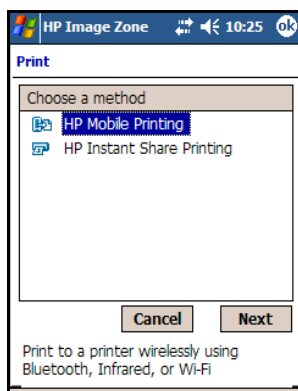 HP Image Zone 10:25 ok
Print
Choose a method
HP Mobile Printing
HP Instant Share Printing
Cancel Next
Print to a printer wirelessly using
Bluetooth, Infrared, or Wi-Fi